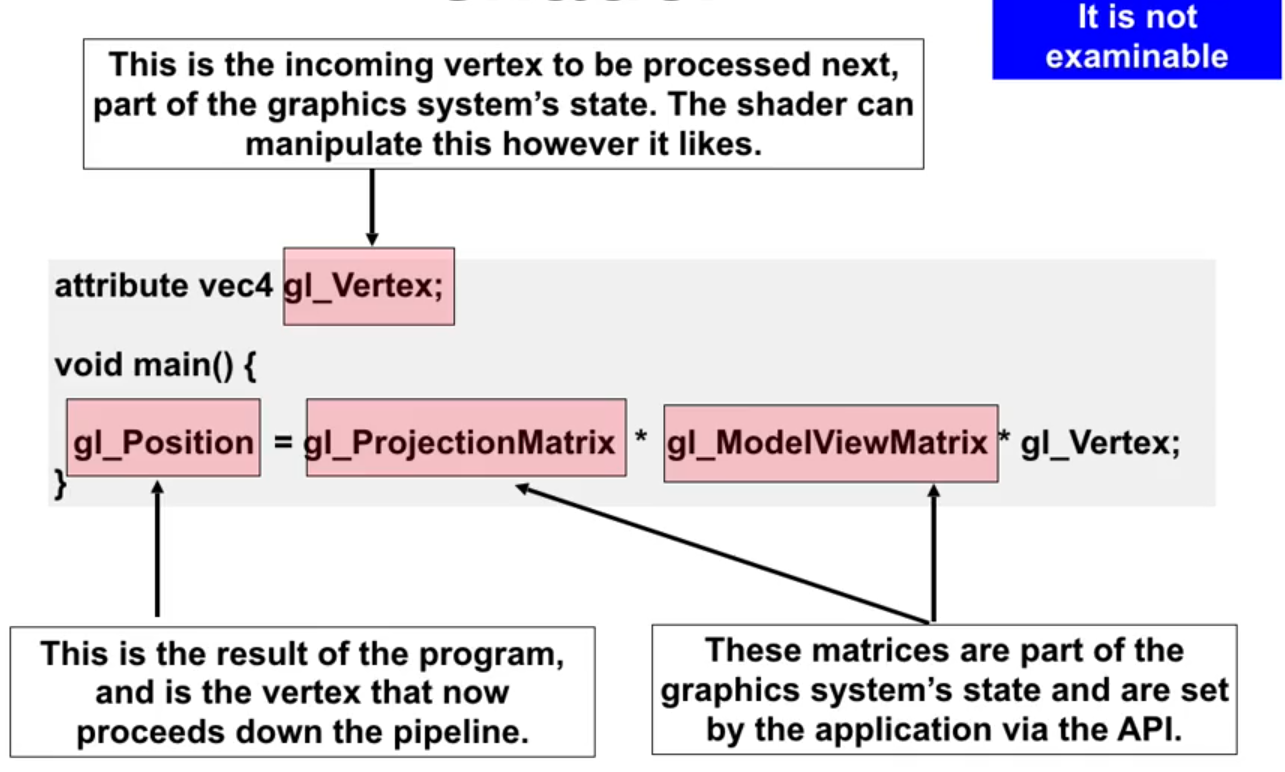 It is not
examinable
This is the incoming vertex to be processed next,
part of the graphics system’s state. The shader can
manipulate this however it likes.
attribute vec4 gl_Vertex;
void main() {
gl_Position = gl_ProjectionMatrix * gl_ModelViewMatrix * gl_Vertex;
}
This is the result of the program,
and is the vertex that now
proceeds down the pipeline.
These matrices are part of the
graphics system’s state and are set
by the application via the API.